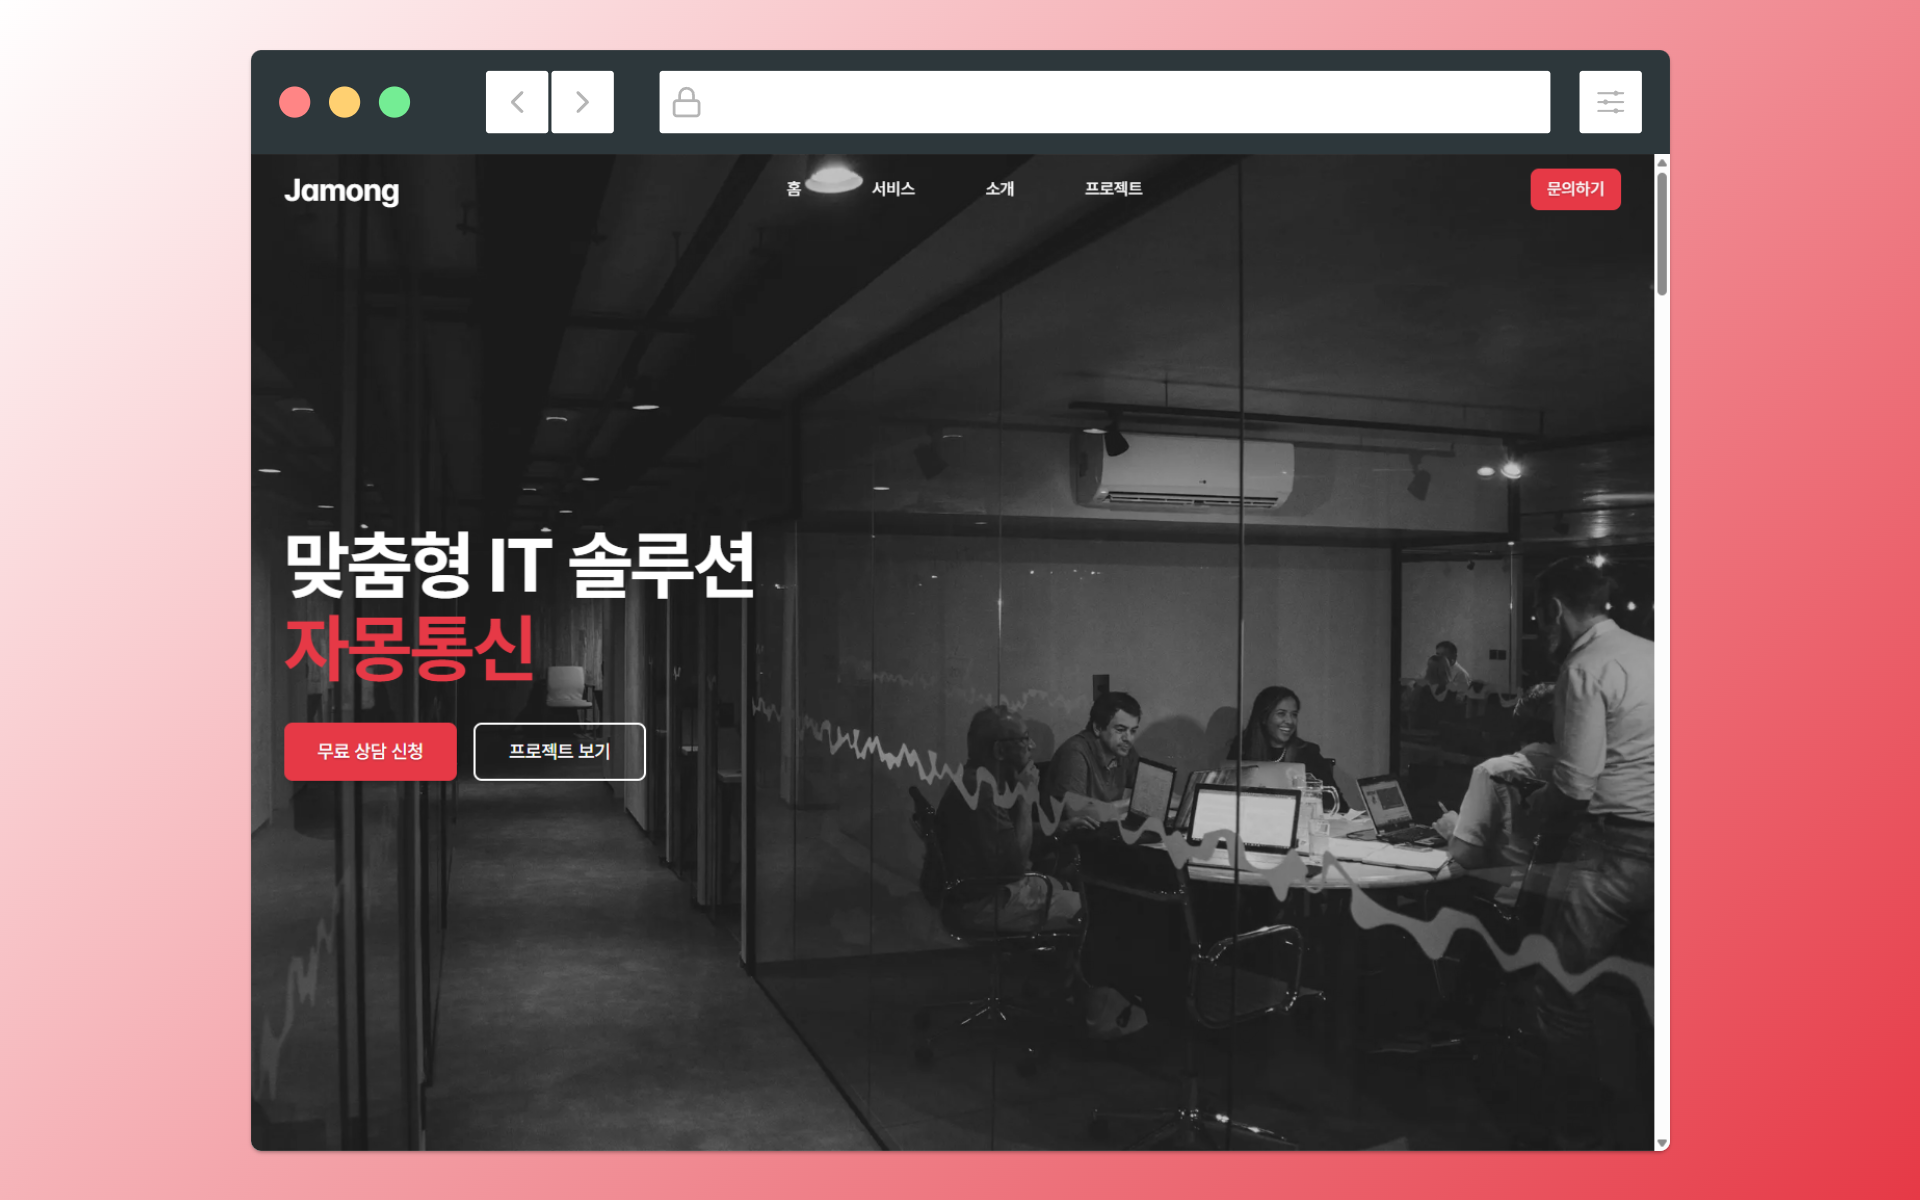 Jamong
홈 서비스 소개 프로젝트
문의하기
맞춤형 IT 솔루션
자몽통신
무료 상담 신청
프로젝트 보기